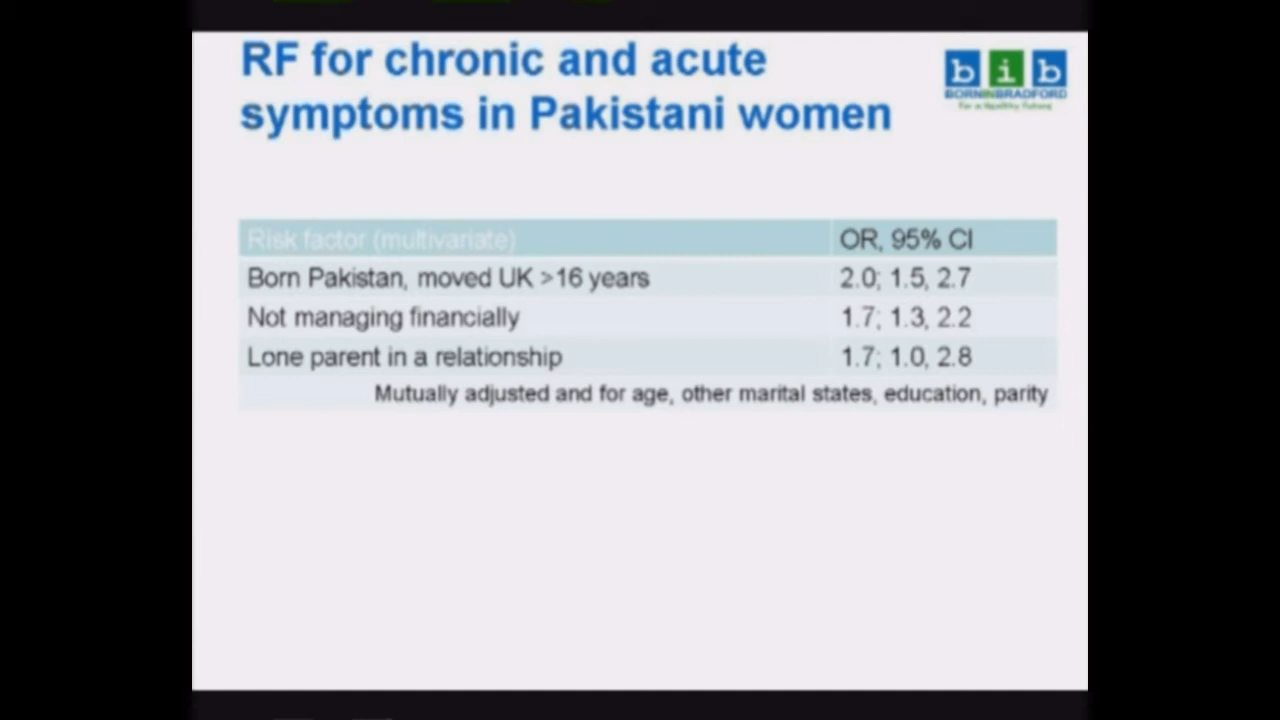 RF for chronic and acute
symptoms in Pakistani women
b i b
BORNINBRADFORD
For a Healthy Future
Risk factor (multivariate) OR, 95% CI
Born Pakistan, moved UK >16 years 2.0; 1.5, 2.7
Not managing financially 1.7; 1.3, 2.2
Lone parent in a relationship 1.7; 1.0, 2.8
Mutually adjusted and for age, other marital states, education, parity